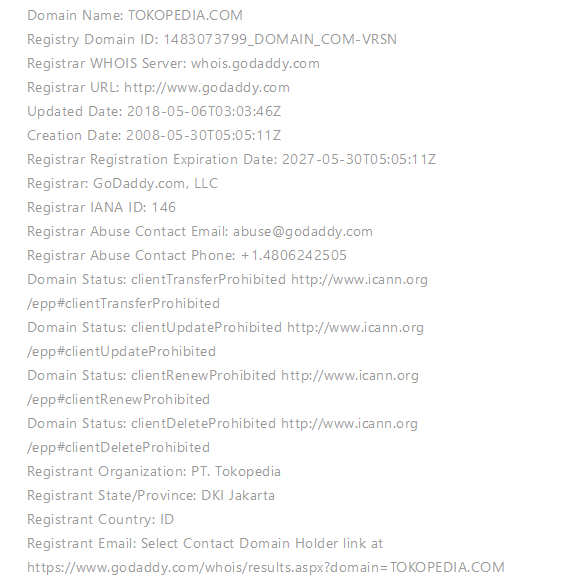 Domain Name: TOKOPEDIA.COM
Registry Domain ID: 1483073799_DOMAIN_COM-VRSN
Registrar WHOIS Server: whois.godaddy.com
Registrar URL: http://www.godaddy.com
Updated Date: 2018-05-06T03:03:46Z
Creation Date: 2008-05-30T05:05:11Z
Registrar Registration Expiration Date: 2027-05-30T05:05:11Z
Registrar: GoDaddy.com, LLC
Registrar IANA ID: 146
Registrar Abuse Contact Email: abuse@godaddy.com
Registrar Abuse Contact Phone: +1.4806242505
Domain Status: clientTransferProhibited http://www.icann.org
/epp#clientTransferProhibited
Domain Status: clientUpdateProhibited http://www.icann.org
/epp#clientUpdateProhibited
Domain Status: clientRenewProhibited http://www.icann.org
/epp#clientRenewProhibited
Domain Status: clientDeleteProhibited http://www.icann.org
/epp#clientDeleteProhibited
Registrant Organization: PT. Tokopedia
Registrant State/Province: DKI Jakarta
Registrant Country: ID
Registrant Email: Select Contact Domain Holder link at
https://www.godaddy.com/whois/results.aspx?domain=TOKOPEDIA.COM